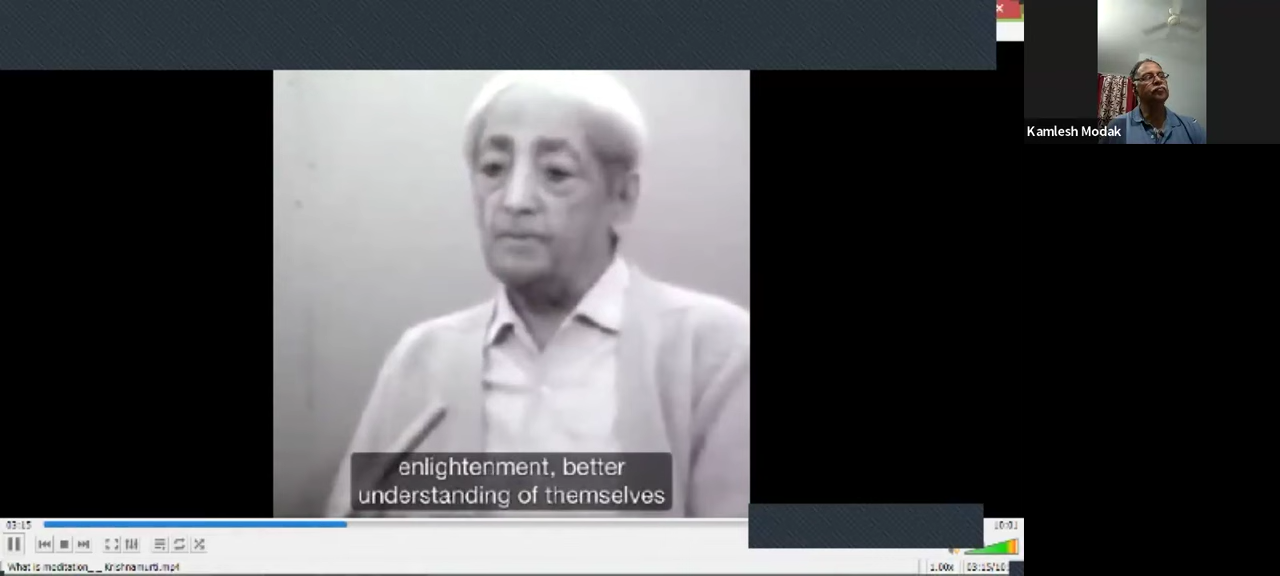 Kamlesh Modak
enlightenment, better
understanding of themselves
03:15
10:01
What is meditation_ _ Krishnamurti.mp4
1.00x
03:15/10: